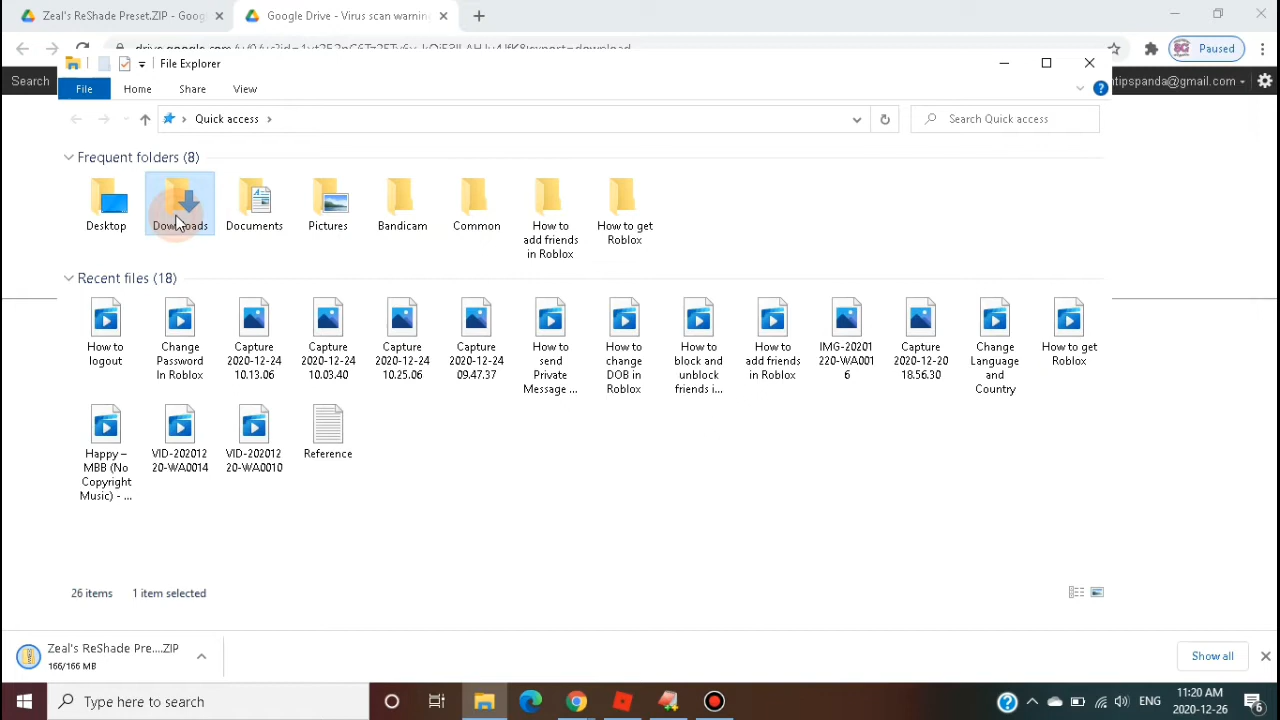 Zeal's ReShade Preset.ZIP - Goog
Google Drive - Virus scan warnin
Paused
Search
File Explorer
tipspanda@gmail.com
File
Home
Share
View
Quick access
Search Quick access
Frequent folders (8)
Desktop
Downloads
Documents
Pictures
Bandicam
Common
How to
add friends
in Roblox
How to get
Roblox
Recent files (18)
How to
logout
Change
Password
In Roblox
Capture
2020-12-24
10.13.06
Capture
2020-12-24
10.03.40
Capture
2020-12-24
10.25.06
Capture
2020-12-24
09.47.37
How to
send
Private
Message ...
How to
change
DOB in
Roblox
How to
block and
unblock
friends i...
How to
add friends
in Roblox
IMG-20201
220-WA001
6
Capture
2020-12-20
18.56.30
Change
Language
and
Country
How to get
Roblox
Happy –
MBB (No
Copyright
Music) - ...
VID-202012
20-WA0014
VID-202012
20-WA0010
Reference
26 items
1 item selected
Zeal's ReShade Pre....ZIP
166/166 MB
Show all
Type here to search
ENG
11:20 AM
2020-12-26
6